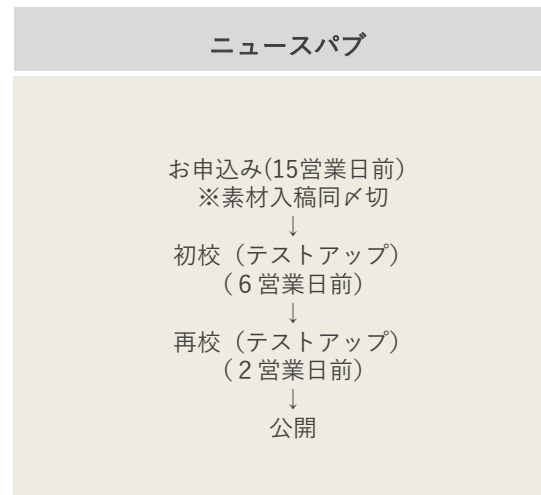 ニュースパブ
お申込み(15営業日前)
※素材入稿同〆切
↓
初校（テストアップ）
（６営業日前）
↓
再校（テストアップ）
（２営業日前）
↓
公開